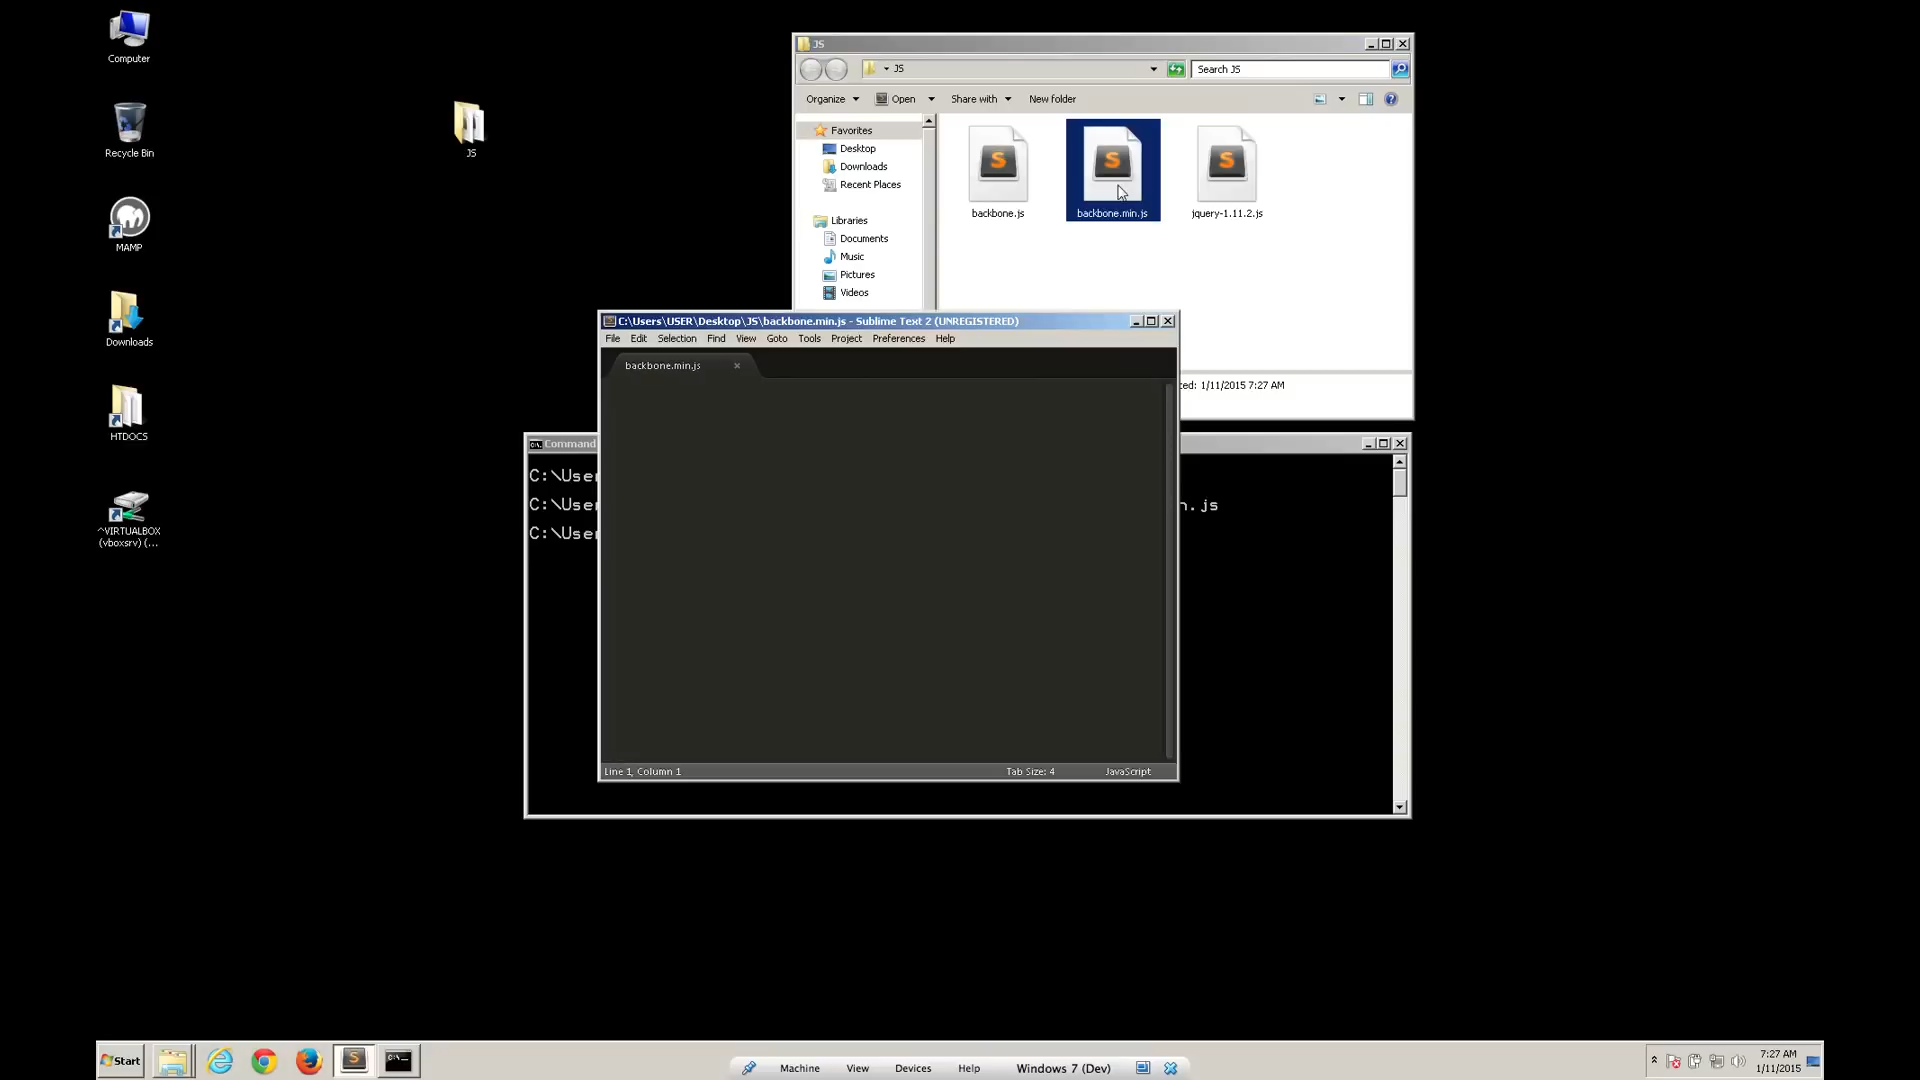 Computer
Recycle Bin
MAMP
Downloads
HTDOCS
^VIRTUALBOX
(vboxsrv) (...
JS
JS
JS
Search JS
Organize
Open
Share with
New folder
Favorites
Desktop
Downloads
Recent Places
Libraries
Documents
Music
Pictures
Videos
backbone.js
backbone.min.js
jquery-1.11.2.js
1/11/2015 7:27 AM
C:\Users\USER\Desktop\JS\backbone.min.js - Sublime Text 2 (UNREGISTERED)
File Edit Selection Find View Goto Tools Project Preferences Help
backbone.min.js
Line 1, Column 1
Tab Size: 4
JavaScript
Command
C:\User
C:\User
n.js
C:\User
Start
Machine View Devices Help Windows 7 (Dev)
7:27 AM
1/11/2015